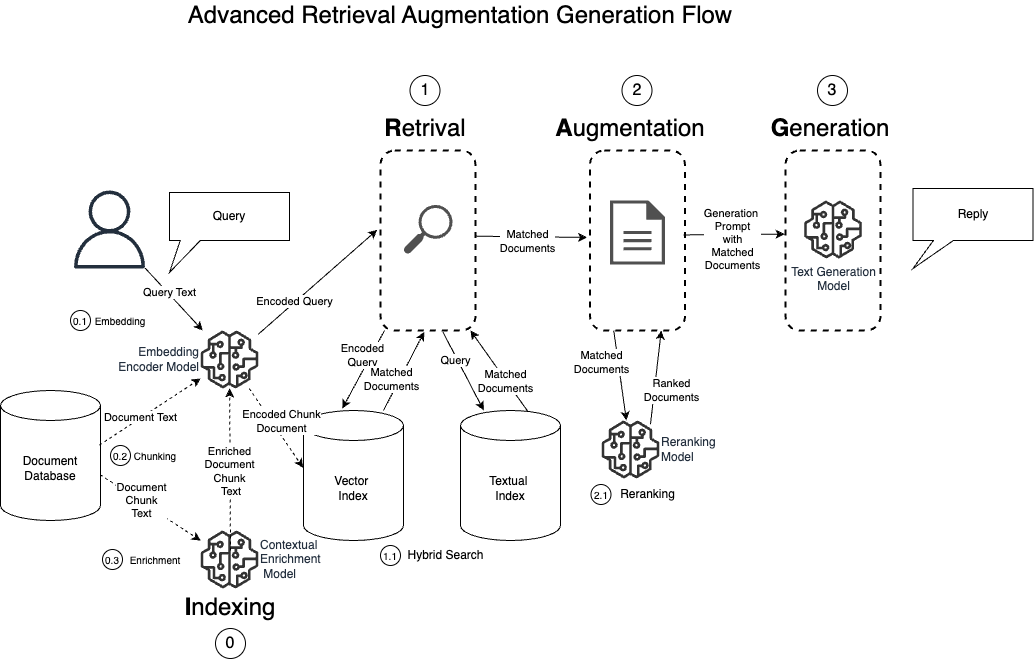 Advanced Retrieval Augmentation Generation Flow
1
2
3
Retrival
Augmentation
Generation
Query
Reply
Matched
Documents
Generation
Prompt
with
Matched
Documents
Text Generation
Model
Query Text
Encoded Query
0.1 Embedding
Embedding
Encoder Model
Encoded
Query
Matched
Documents
Query
Matched
Documents
Matched
Documents
Ranked
Documents
Document Text
Encoded Chunk
Document
0.2 Chunking
Document
Database
Document
Chunk
Text
Enriched
Document
Chunk
Text
Vector
Index
Textual
Index
Reranking
Model
2.1 Reranking
0.3 Enrichment
Contextual
Enrichment
Model
1.1 Hybrid Search
Indexing
0